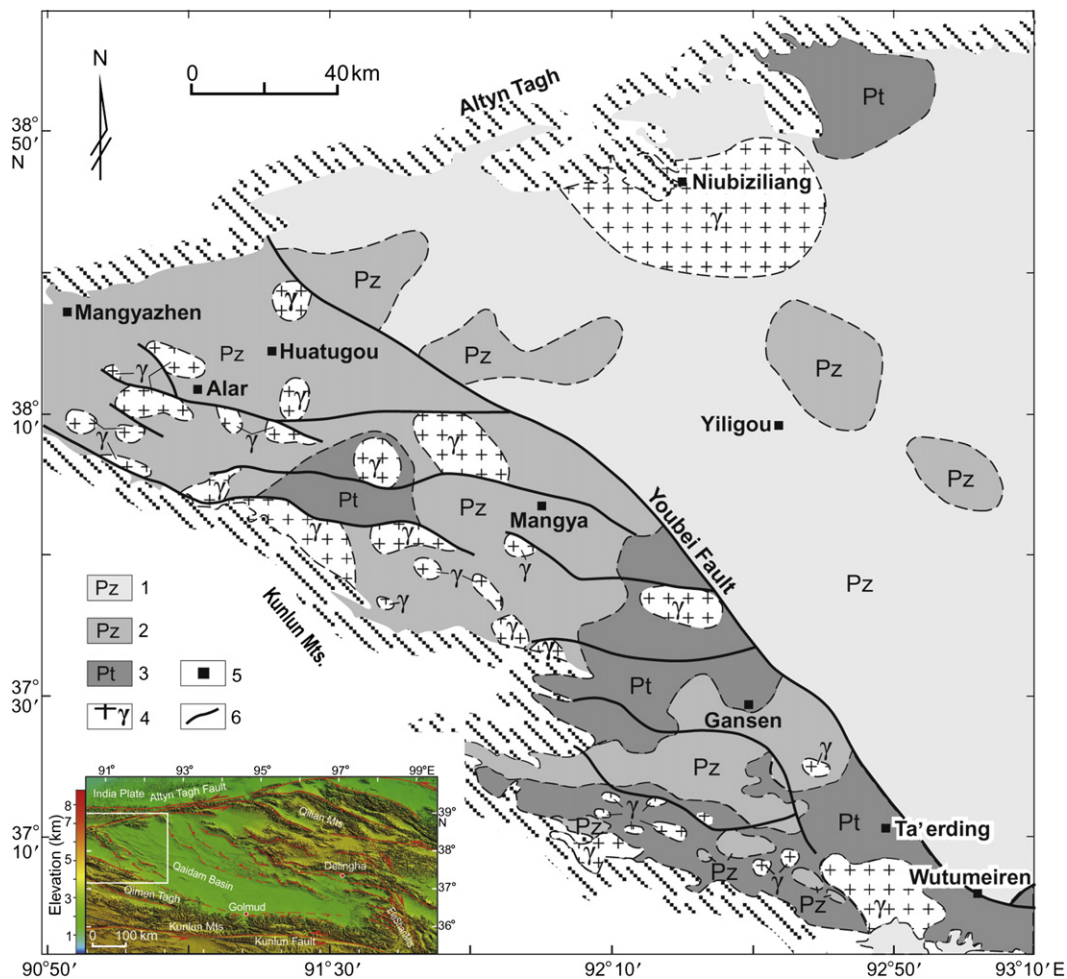 N
0 40 km
Altyn Tagh
Pt
38°
50′
N
Niubiziliang
γ
Pz
γ
Mangyazhen
Pz
Huatugou
Pz
Pz
γ
Alar
γ
38°
10′
γ
γ
γ
Yiligou
γ
γ
Pz
γ
Pt
Pz
Mangya
Youbei Fault
γ
γ
γ
γ
Pz
Pz 1
Kunlun Mts.
γ
γ
Pz 2
γ
γ
Pt 3
5
Pt
37°
30′
γ 4
6
Gansen
γ
Pz
91° 93° 94° 96° 97° 99°E
India Plate
Altyn Tagh Fault
Qilian Mts
39°
N
8
7
5
4
3
2
1
Elevation (km)
38°
37°
36°
Delingha
Qaidam Basin
Qimen Tagh
Golmud
Kunlun Mts.
Kunlun Fault
0 100 km
γ
Pz
γ
Pt
Ta’erding
37°
10′
Pz
γ
Wutumeiren
Pz
γ
90°50′ 91°30′ 92°10′ 92°50′ 93°10′ E